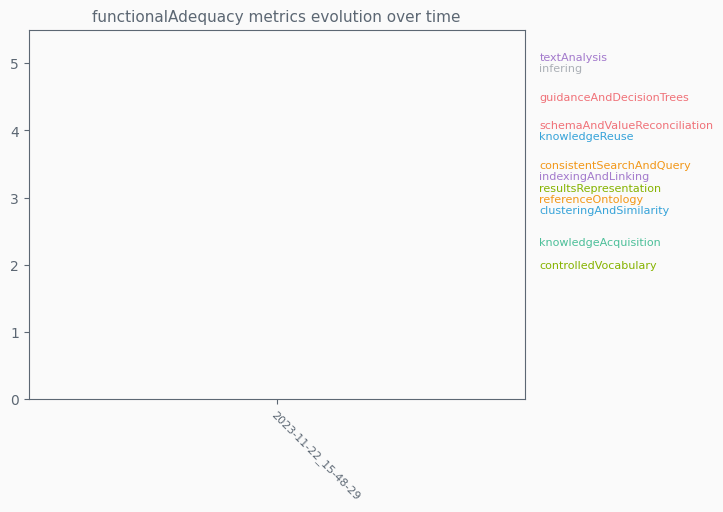 functionalAdequacy metrics evolution over time
5
4
3
2
1
0
2023-11-22_15-48-29
textAnalysis
infering
guidanceAndDecisionTrees
schemaAndValueReconciliation
knowledgeReuse
consistentSearchAndQuery
indexingAndLinking
resultsRepresentation
referenceOntology
clusteringAndSimilarity
knowledgeAcquisition
controlledVocabulary